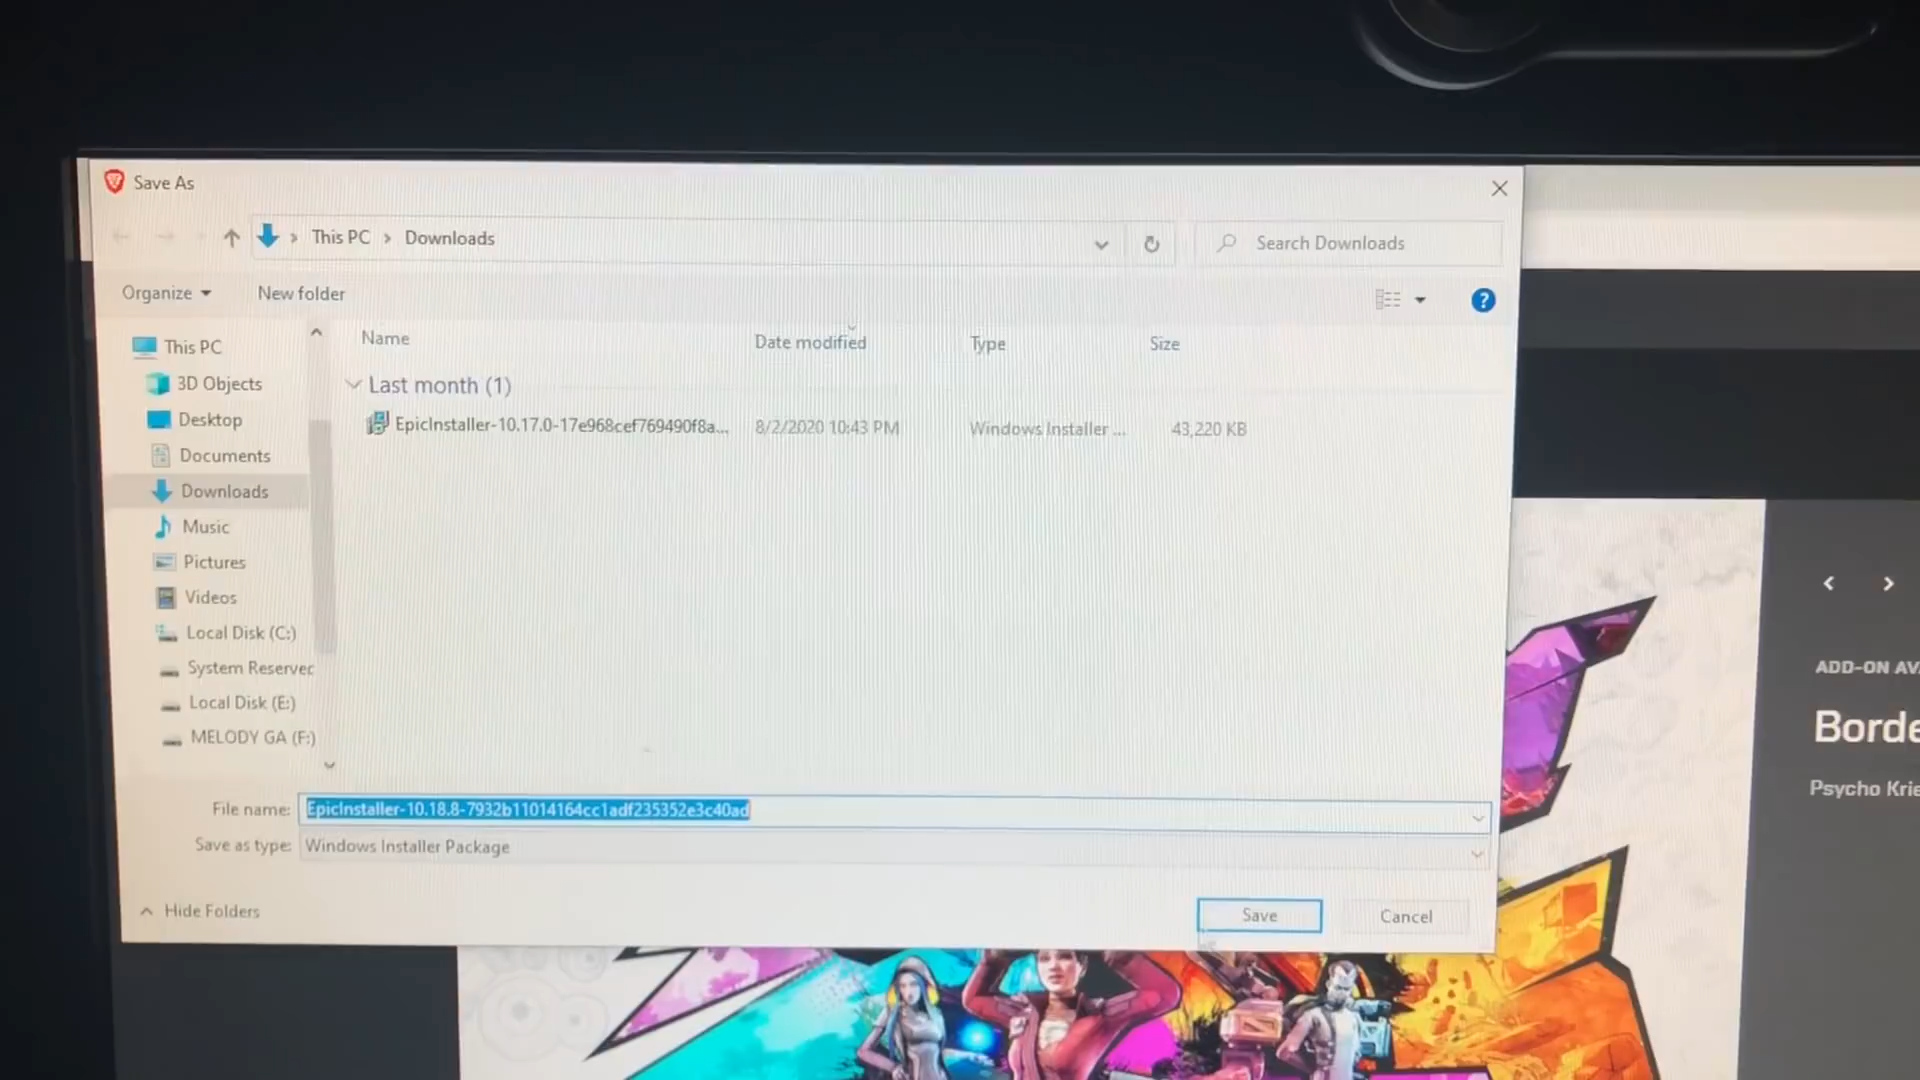 Save As
This PC > Downloads
Search Downloads
Organize
New folder
Name
Date modified
Type
Size
This PC
3D Objects
Desktop
Documents
Downloads
Music
Pictures
Videos
Local Disk (C:)
System Reserved
Local Disk (E:)
MELODY GA (F:)
Last month (1)
EpicInstaller-10.17.0-17e968cef769490f8a...
8/2/2020 10:43 PM
Windows Installer ...
43,220 KB
File name:
EpicInstaller-10.18.8-7932b11014164cc1adf235352e3c40ad
Save as type:
Windows Installer Package
Hide Folders
Save
Cancel
ADD-ON AVA
Borde
Psycho Krie